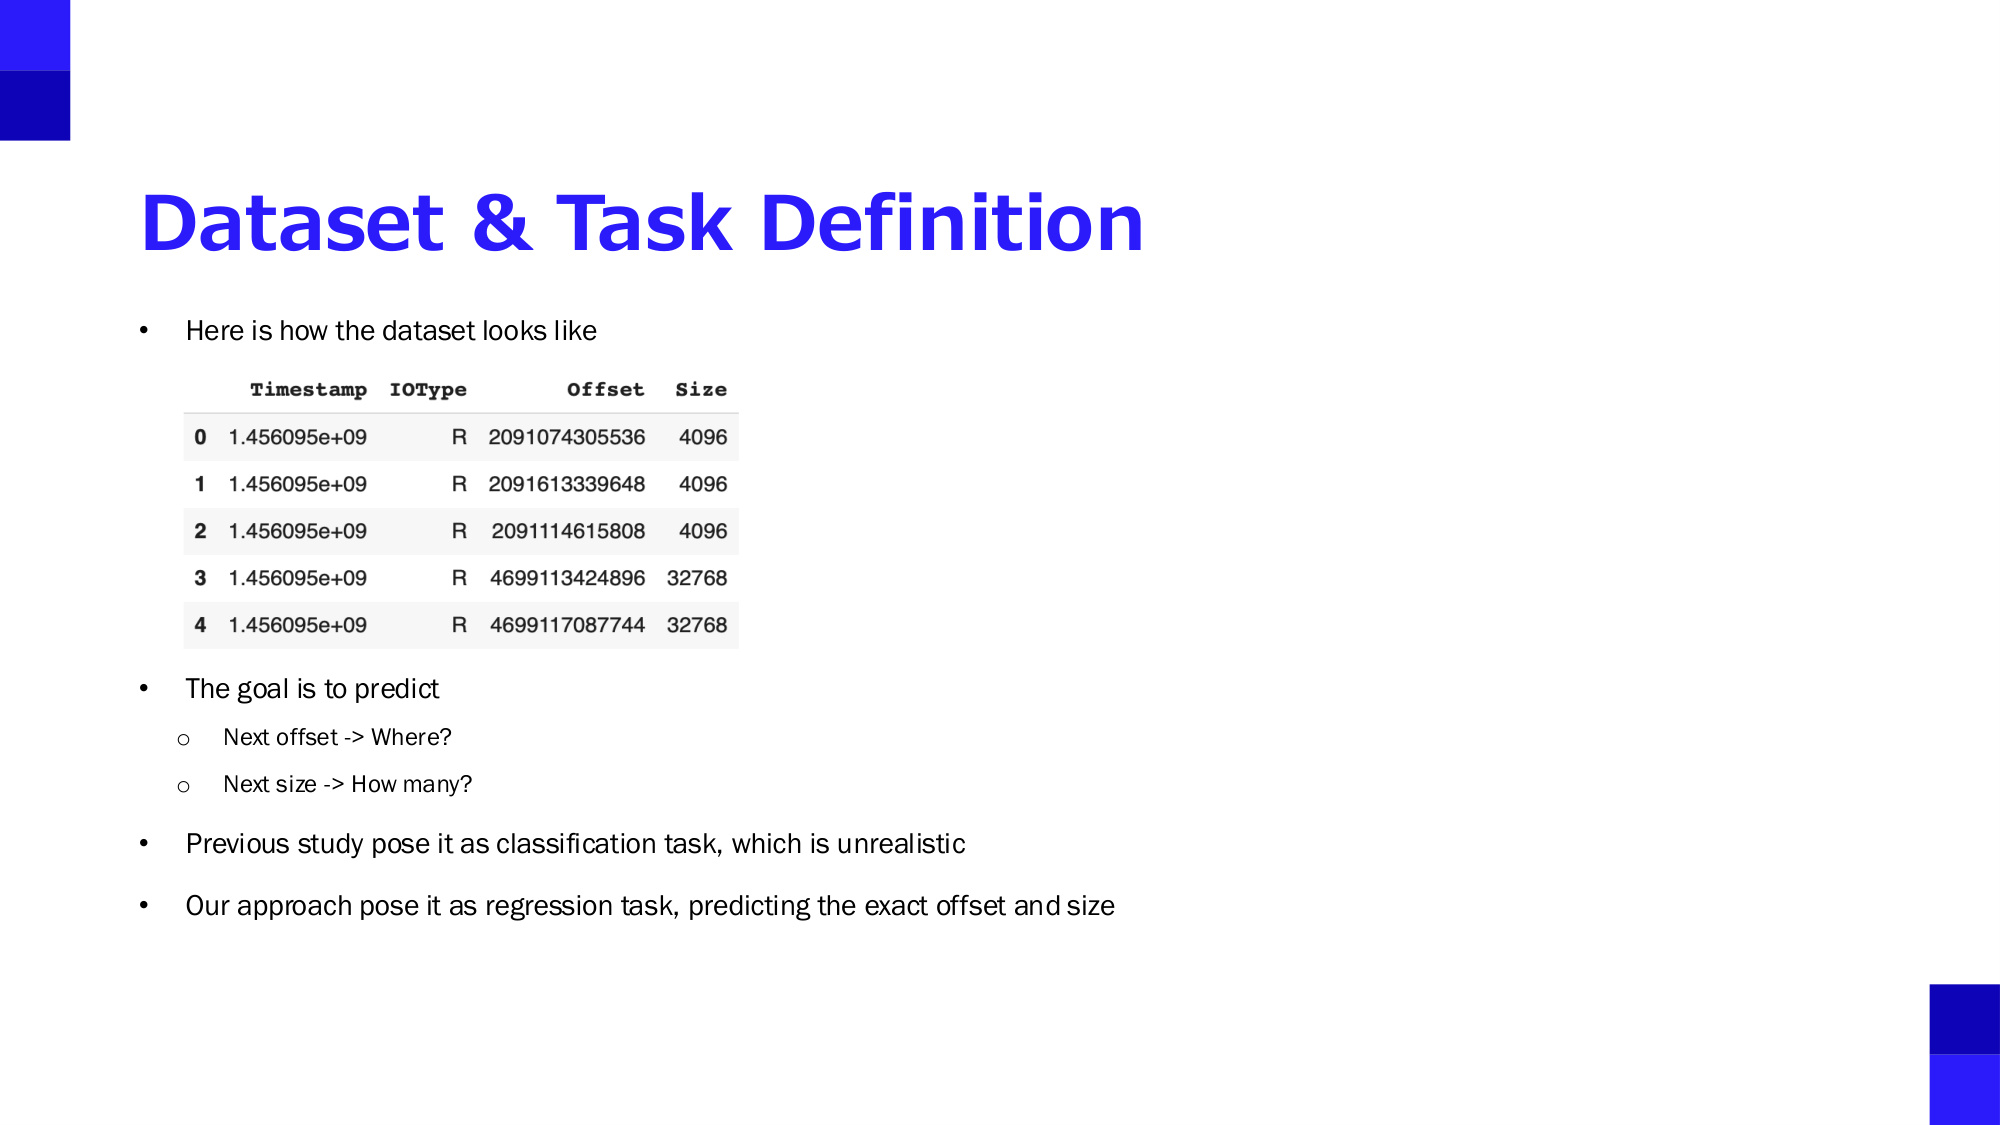 Dataset & Task Definition
• Here is how the dataset looks like
Timestamp IOType Offset Size
0 1.456095e+09 R 2091074305536 4096
1 1.456095e+09 R 2091613339648 4096
2 1.456095e+09 R 2091114615808 4096
3 1.456095e+09 R 4699113424896 32768
4 1.456095e+09 R 4699117087744 32768
• The goal is to predict
o Next offset -> Where?
o Next size -> How many?
• Previous study pose it as classification task, which is unrealistic
• Our approach pose it as regression task, predicting the exact offset and size